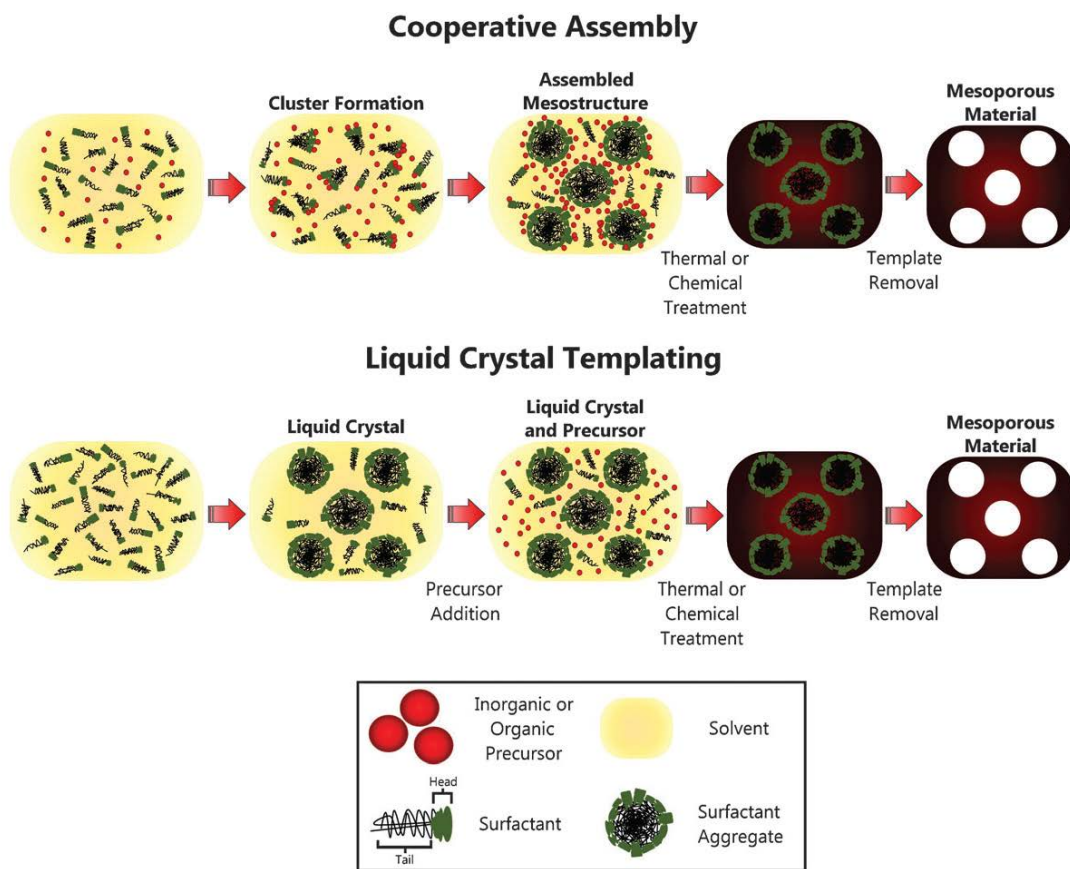 Cooperative Assembly
Cluster Formation
Assembled
Mesostructure
Mesoporous
Material
Thermal or
Chemical
Treatment
Template
Removal
Liquid Crystal Templating
Liquid Crystal
Liquid Crystal
and Precursor
Mesoporous
Material
Precursor
Addition
Thermal or
Chemical
Treatment
Template
Removal
Inorganic or
Organic
Precursor
Solvent
Head
Surfactant
Tail
Surfactant
Aggregate